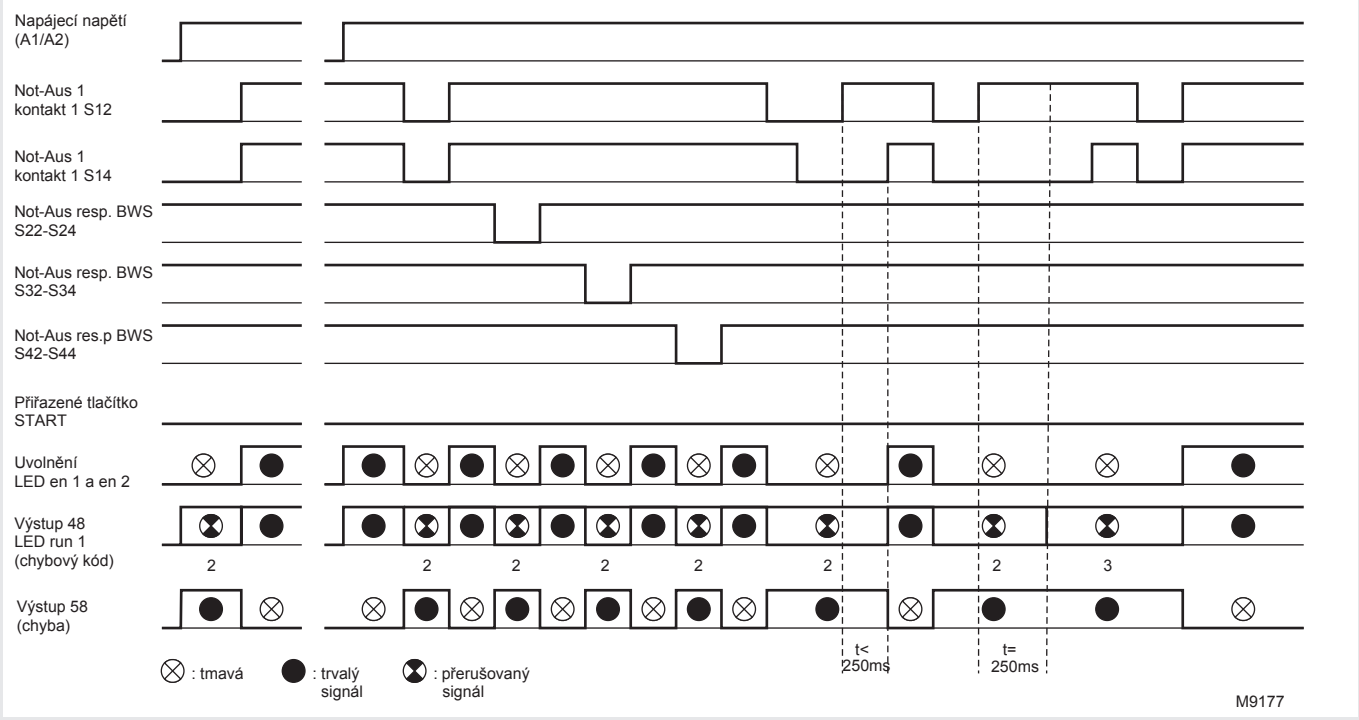 Napájecí napětí
(A1/A2)
Not-Aus 1
kontakt 1 S12
Not-Aus 1
kontakt 1 S14
Not-Aus resp. BWS
S22-S24
Not-Aus resp. BWS
S32-S34
Not-Aus res.p BWS
S42-S44
Přiřazené tlačítko
START
Uvolnění
LED en 1 a en 2
Výstup 48
LED run 1
(chybový kód)
2 2 2 2 2 2 2 3
Výstup 58
(chyba)
t<
250ms
t=
250ms
: tmavá
: trvalý
signál
: přerušovaný
signál
M9177